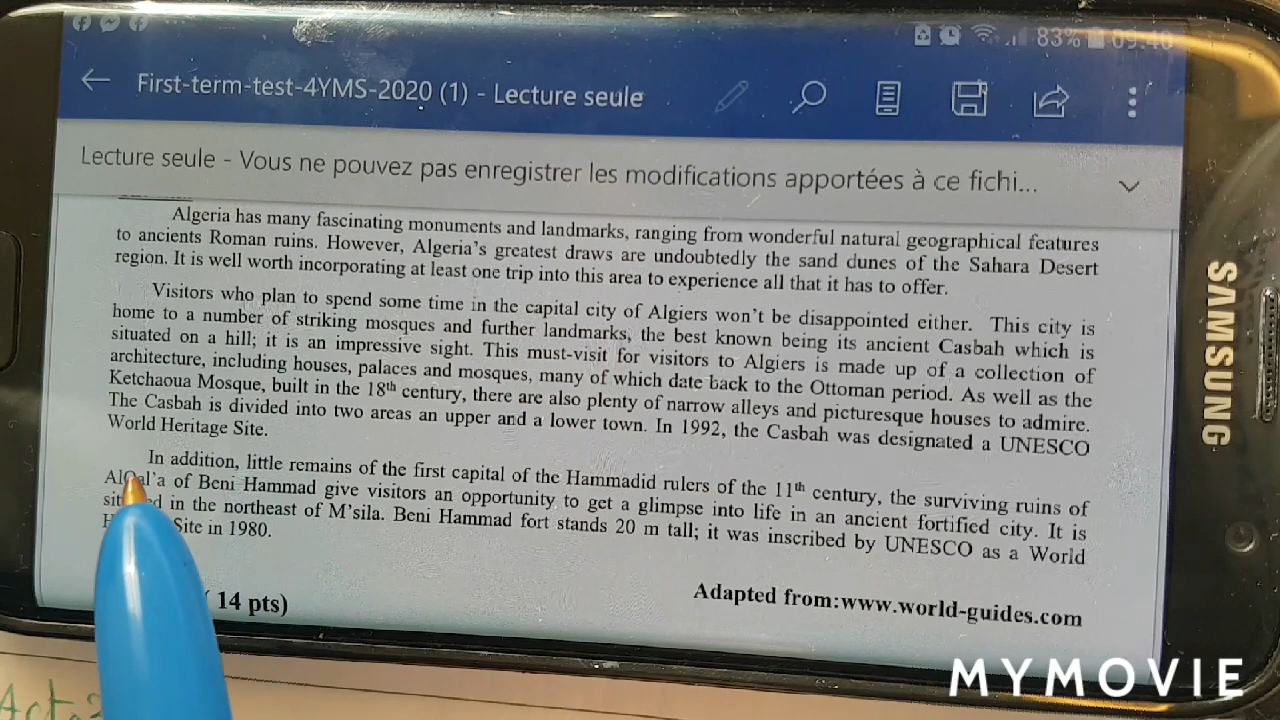 83% 09:40
First-term-test-4YMS-2020 (1) - Lecture seule
Lecture seule - Vous ne pouvez pas enregistrer les modifications apportées à ce fichi...
Algeria has many fascinating monuments and landmarks, ranging from wonderful natural geographical features
to ancients Roman ruins. However, Algeria's greatest draws are undoubtedly the sand dunes of the Sahara Desert
region. It is well worth incorporating at least one trip into this area to experience all that it has to offer.
Visitors who plan to spend some time in the capital city of Algiers won't be disappointed either. This city is
home to a number of striking mosques and further landmarks, the best known being its ancient Casbah which is
situated on a hill; it is an impressive sight. This must-visit for visitors to Algiers is made up of a collection of
architecture, including houses, palaces and mosques, many of which date back to the Ottoman period. As well as the
Ketchaoua Mosque, built in the 18th century, there are also plenty of narrow alleys and picturesque houses to admire.
The Casbah is divided into two areas an upper and a lower town. In 1992, the Casbah was designated a UNESCO
World Heritage Site.
In addition, little remains of the first capital of the Hammadid rulers of the 11th century, the surviving ruins of
AlQal'a of Beni Hammad give visitors an opportunity to get a glimpse into life in an ancient fortified city. It is
in the northeast of M'sila. Beni Hammad fort stands 20 m tall; it was inscribed by UNESCO as a World
Site in 1980.
( 14 pts)
Adapted from:www.world-guides.com
SAMSUNG
MYMOVIE